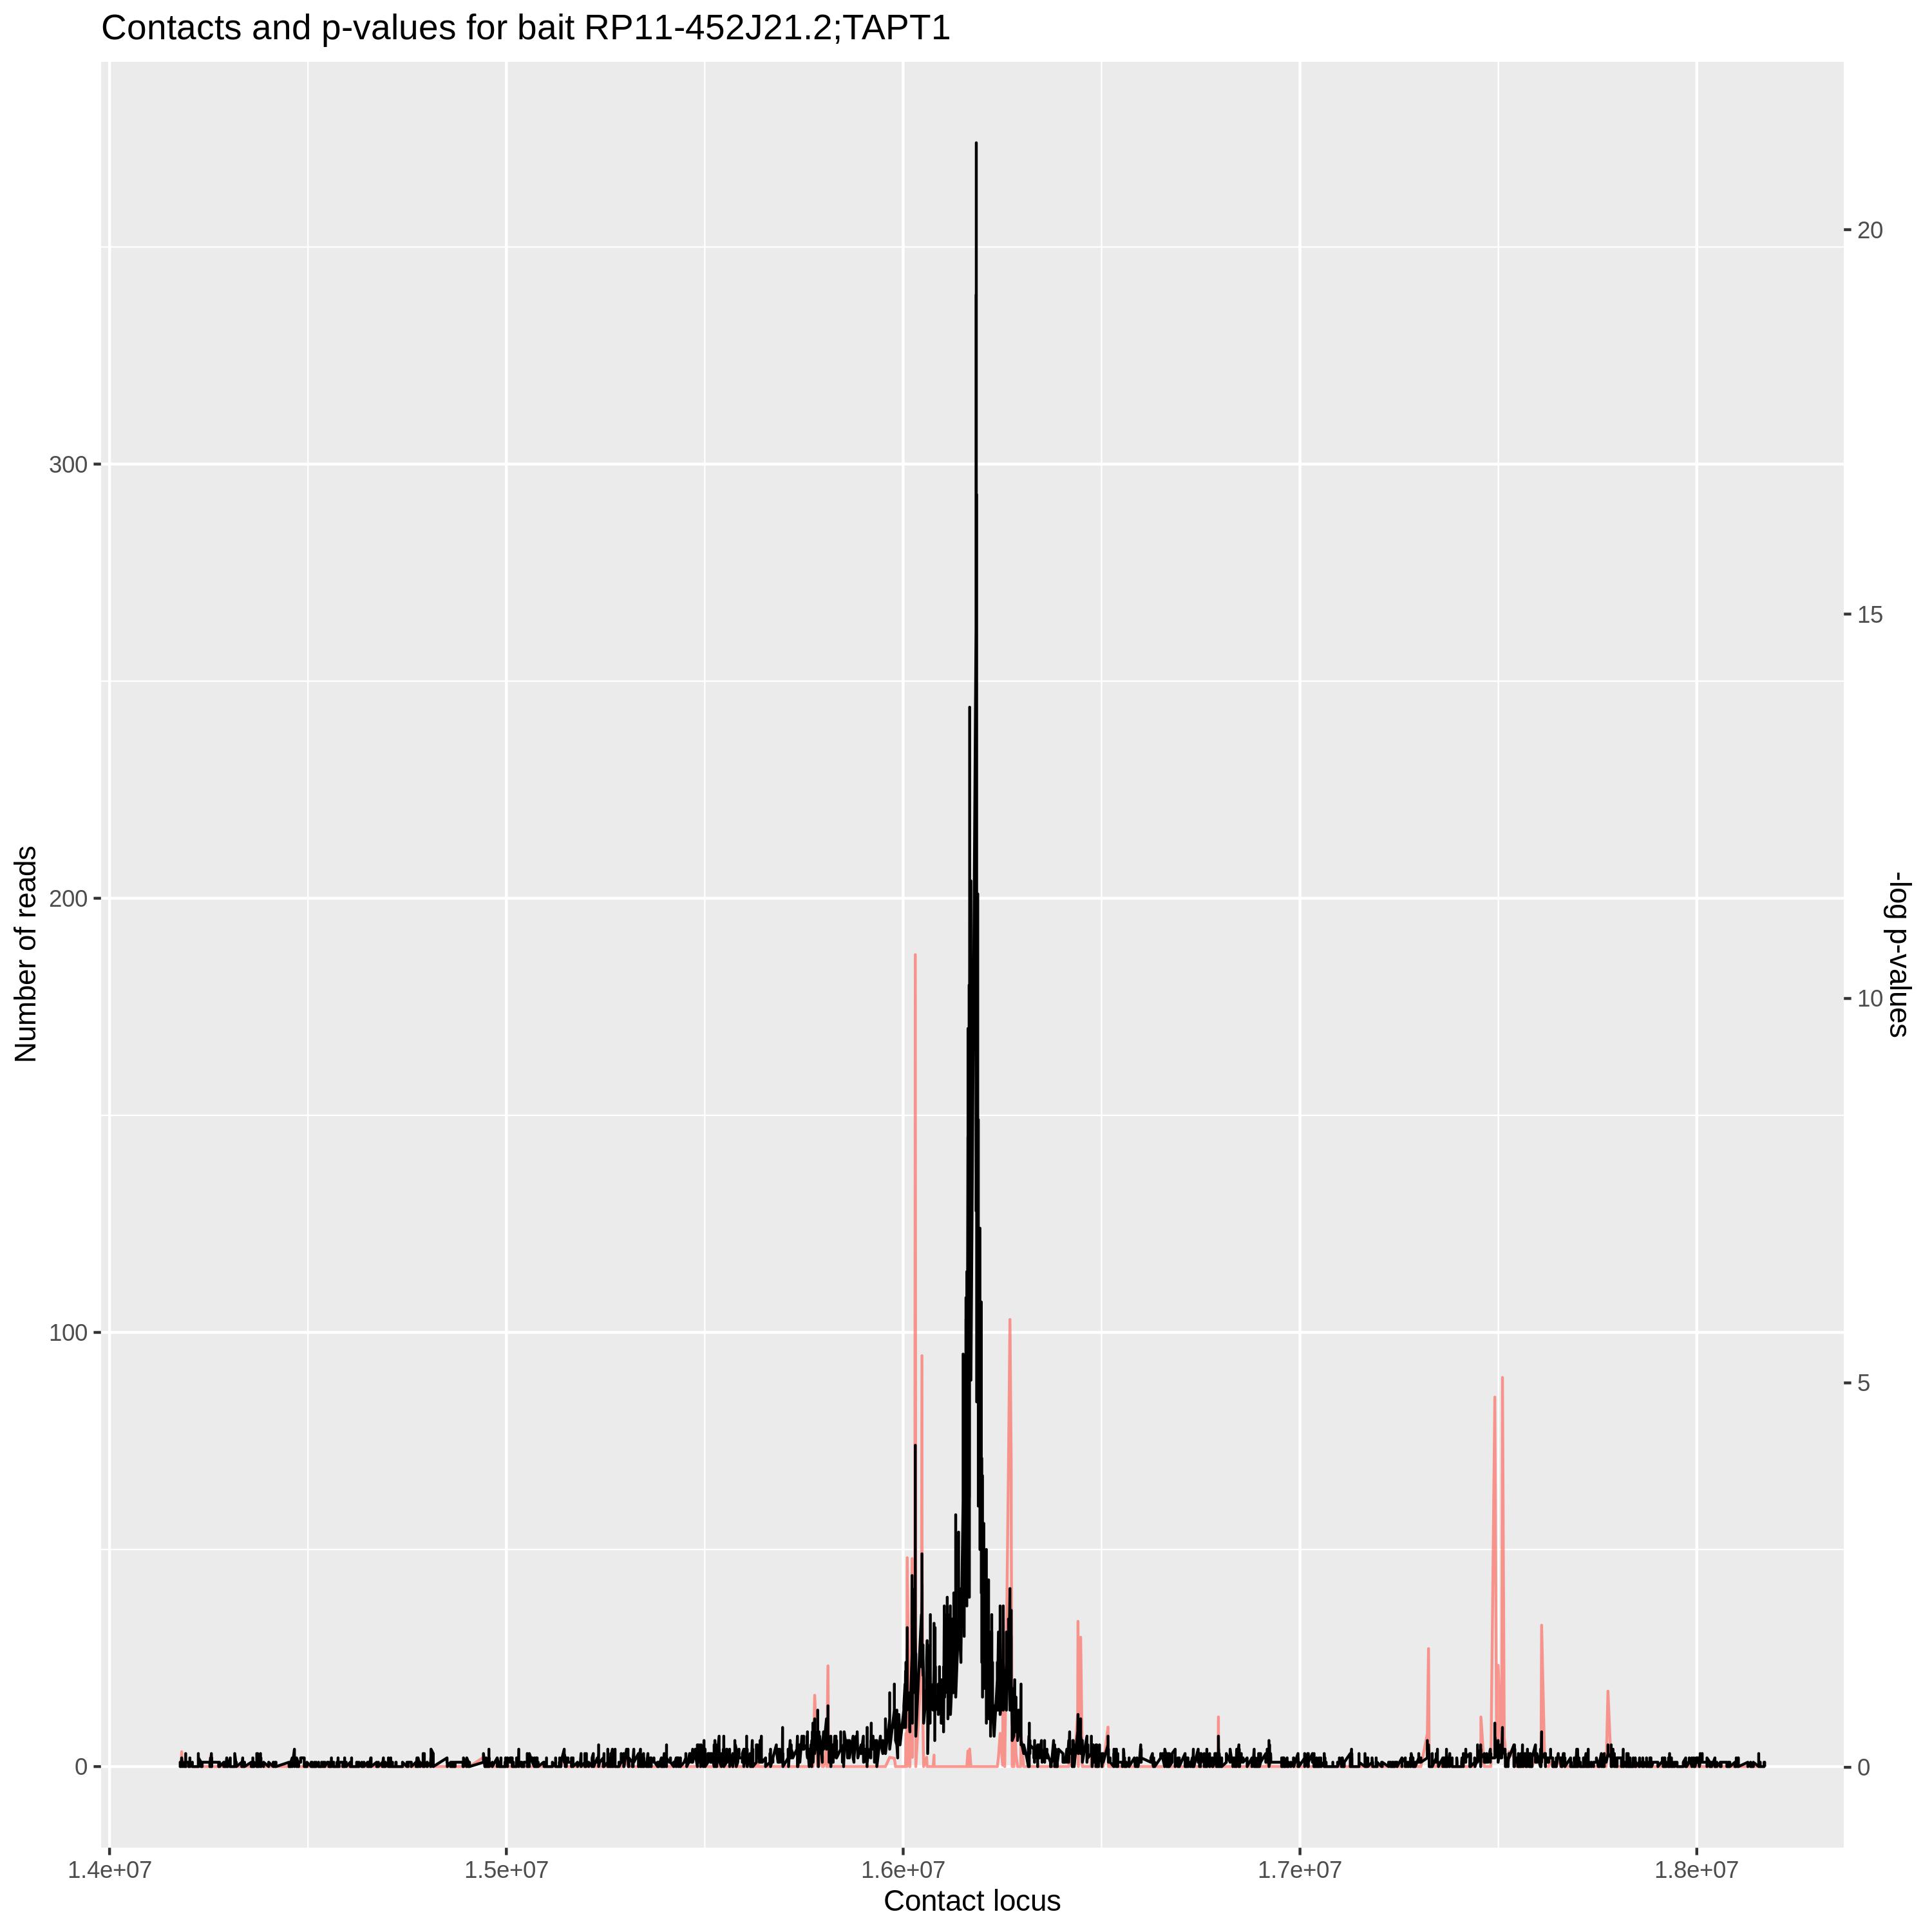 Contacts and p-values for bait RP11-452J21.2;TAPT1
Number of reads
300
200
100
0
20
15
10
5
0
-log p-values
1.4e+07
1.5e+07
1.6e+07
1.7e+07
1.8e+07
Contact locus